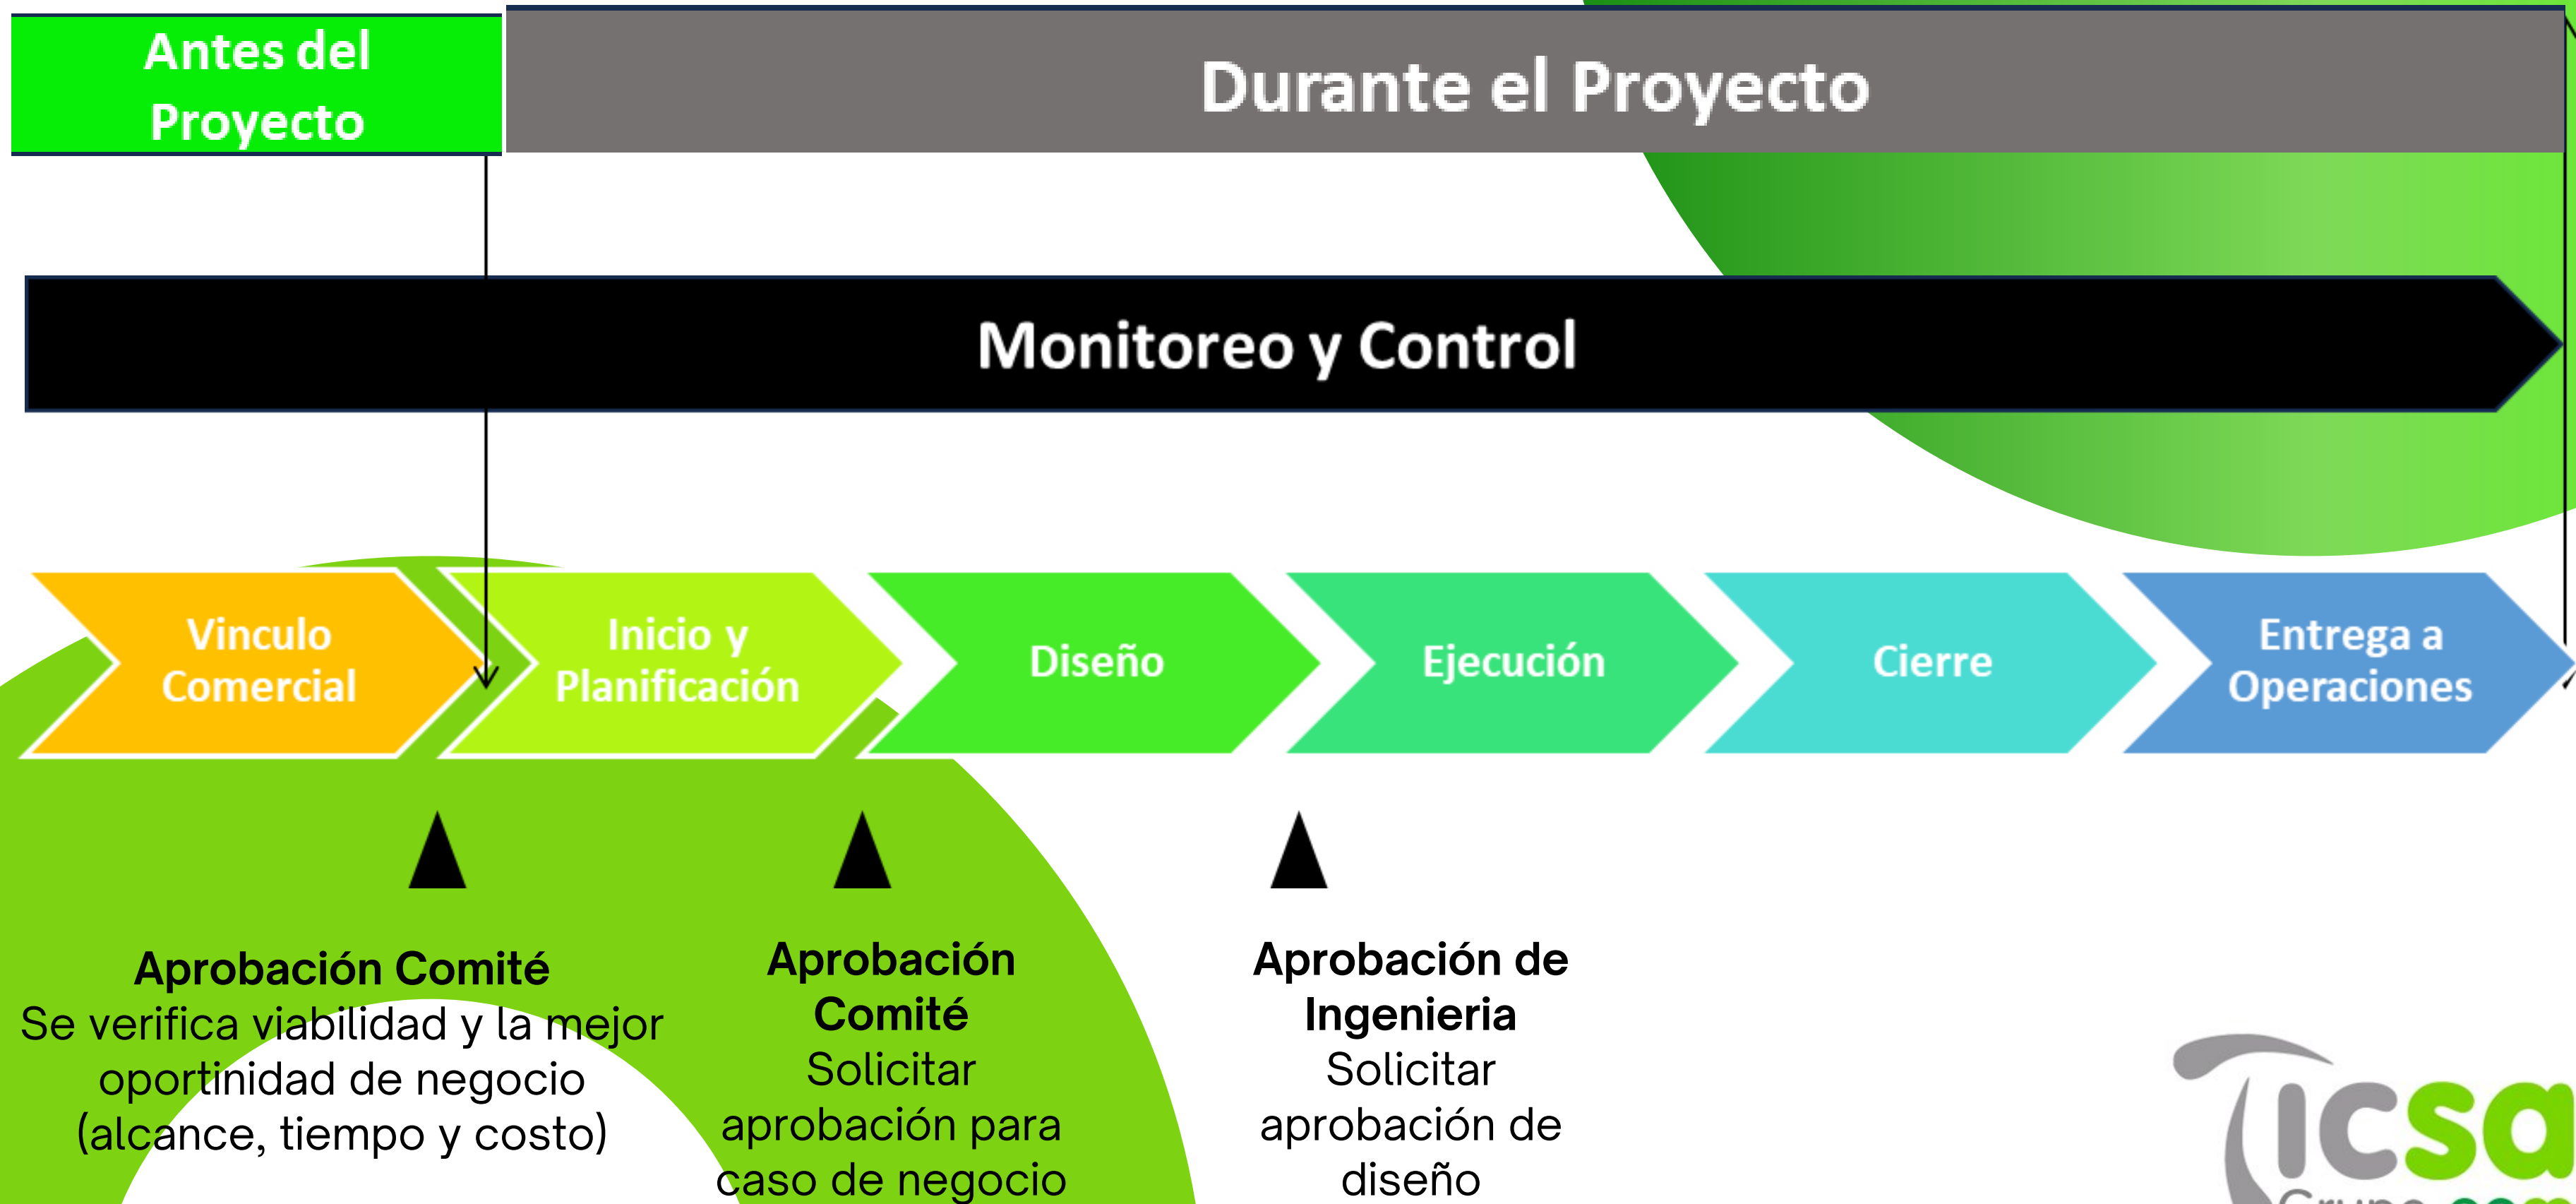 Antes del
Proyecto
Durante el Proyecto
Monitoreo y Control
Vinculo
Comercial
Inicio y
Planificación
Diseño
Ejecución
Cierre
Entrega a
Operaciones
Aprobación Comité
Se verifica viabilidad y la mejor
oportinidad de negocio
(alcance, tiempo y costo)
Aprobación
Comité
Solicitar
aprobación para
caso de negocio
Aprobación de
Ingenieria
Solicitar
aprobación de
diseño
Ticsa
Grupo